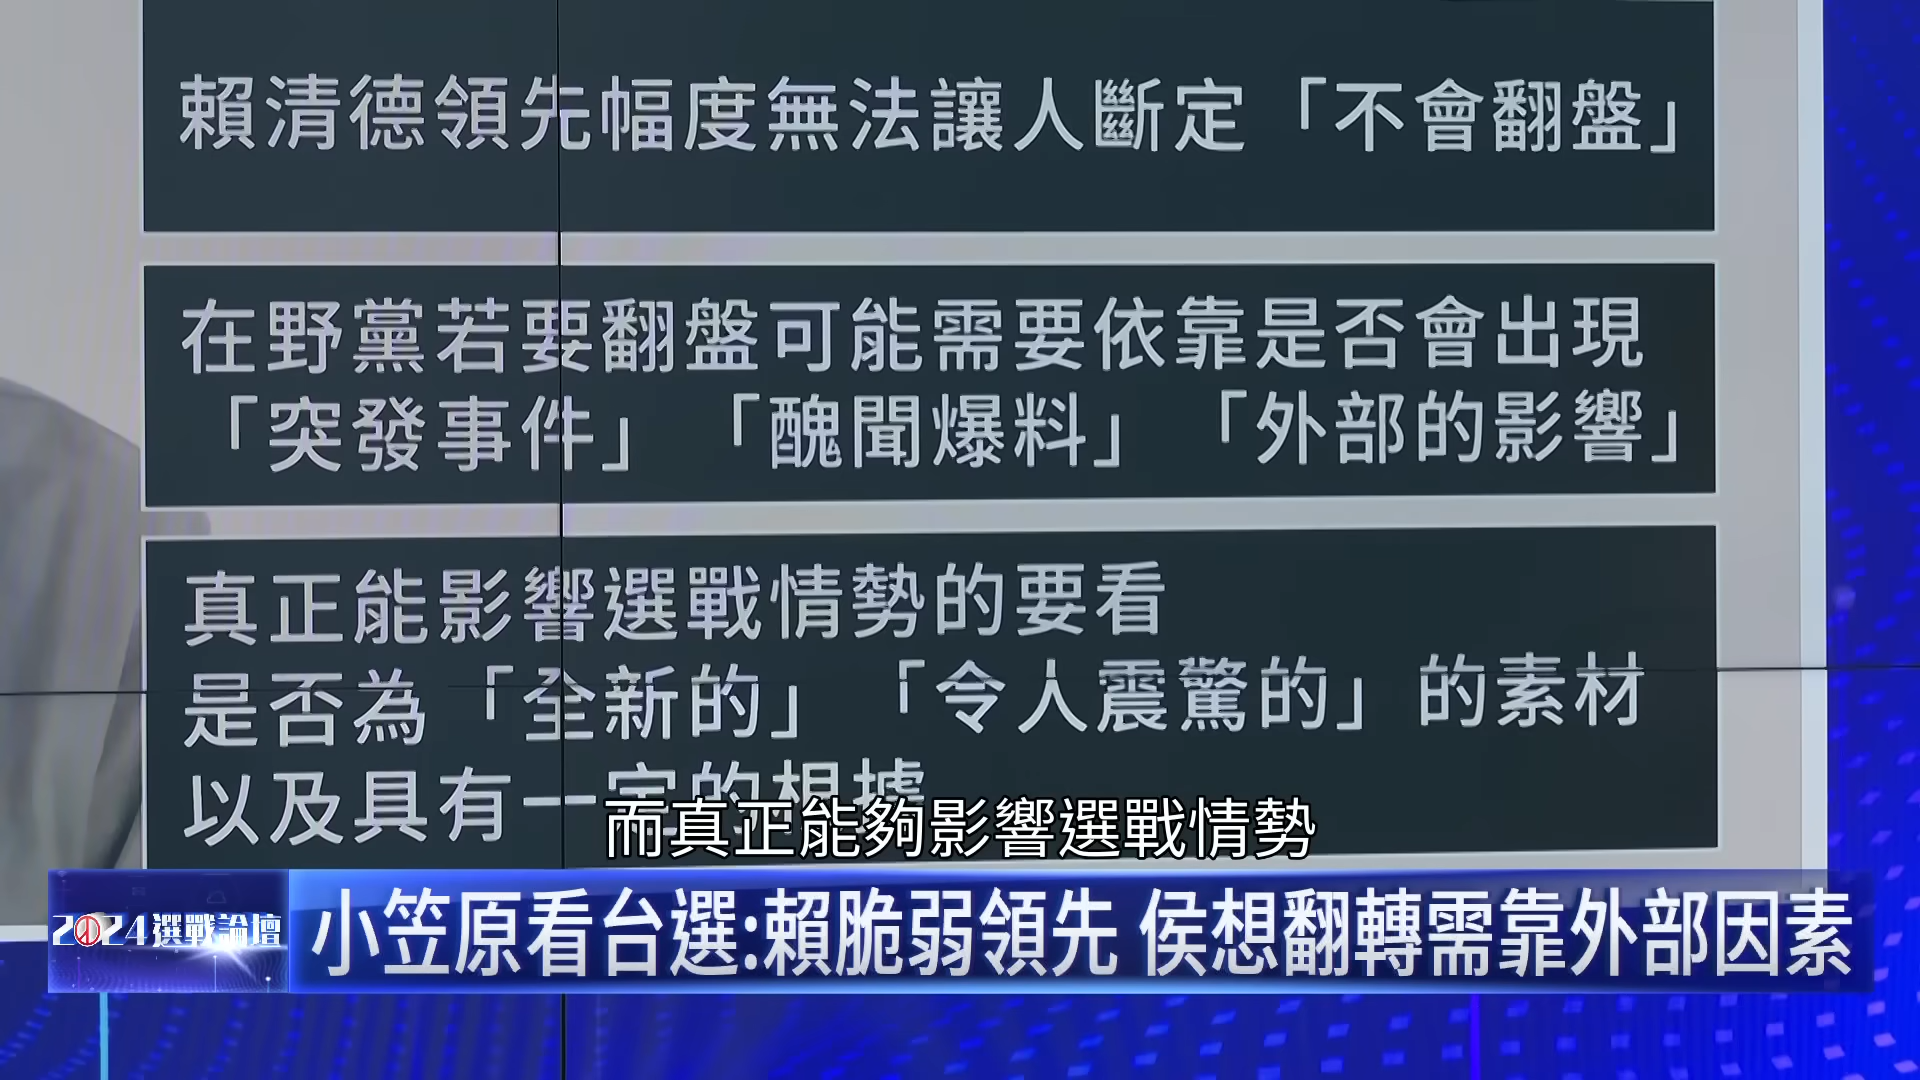 賴清德領先幅度無法讓人斷定「不會翻盤」
在野黨若要翻盤可能需要依靠是否會出現
「突發事件」「醜聞爆料」「外部的影響」
真正能影響選戰情勢的要看
是否為「全新的」「令人震驚的」的素材
以及具有一定的根據
而真正能夠影響選戰情勢
2024選戰論壇
小笠原看台選:賴脆弱領先 侯想翻轉需靠外部因素